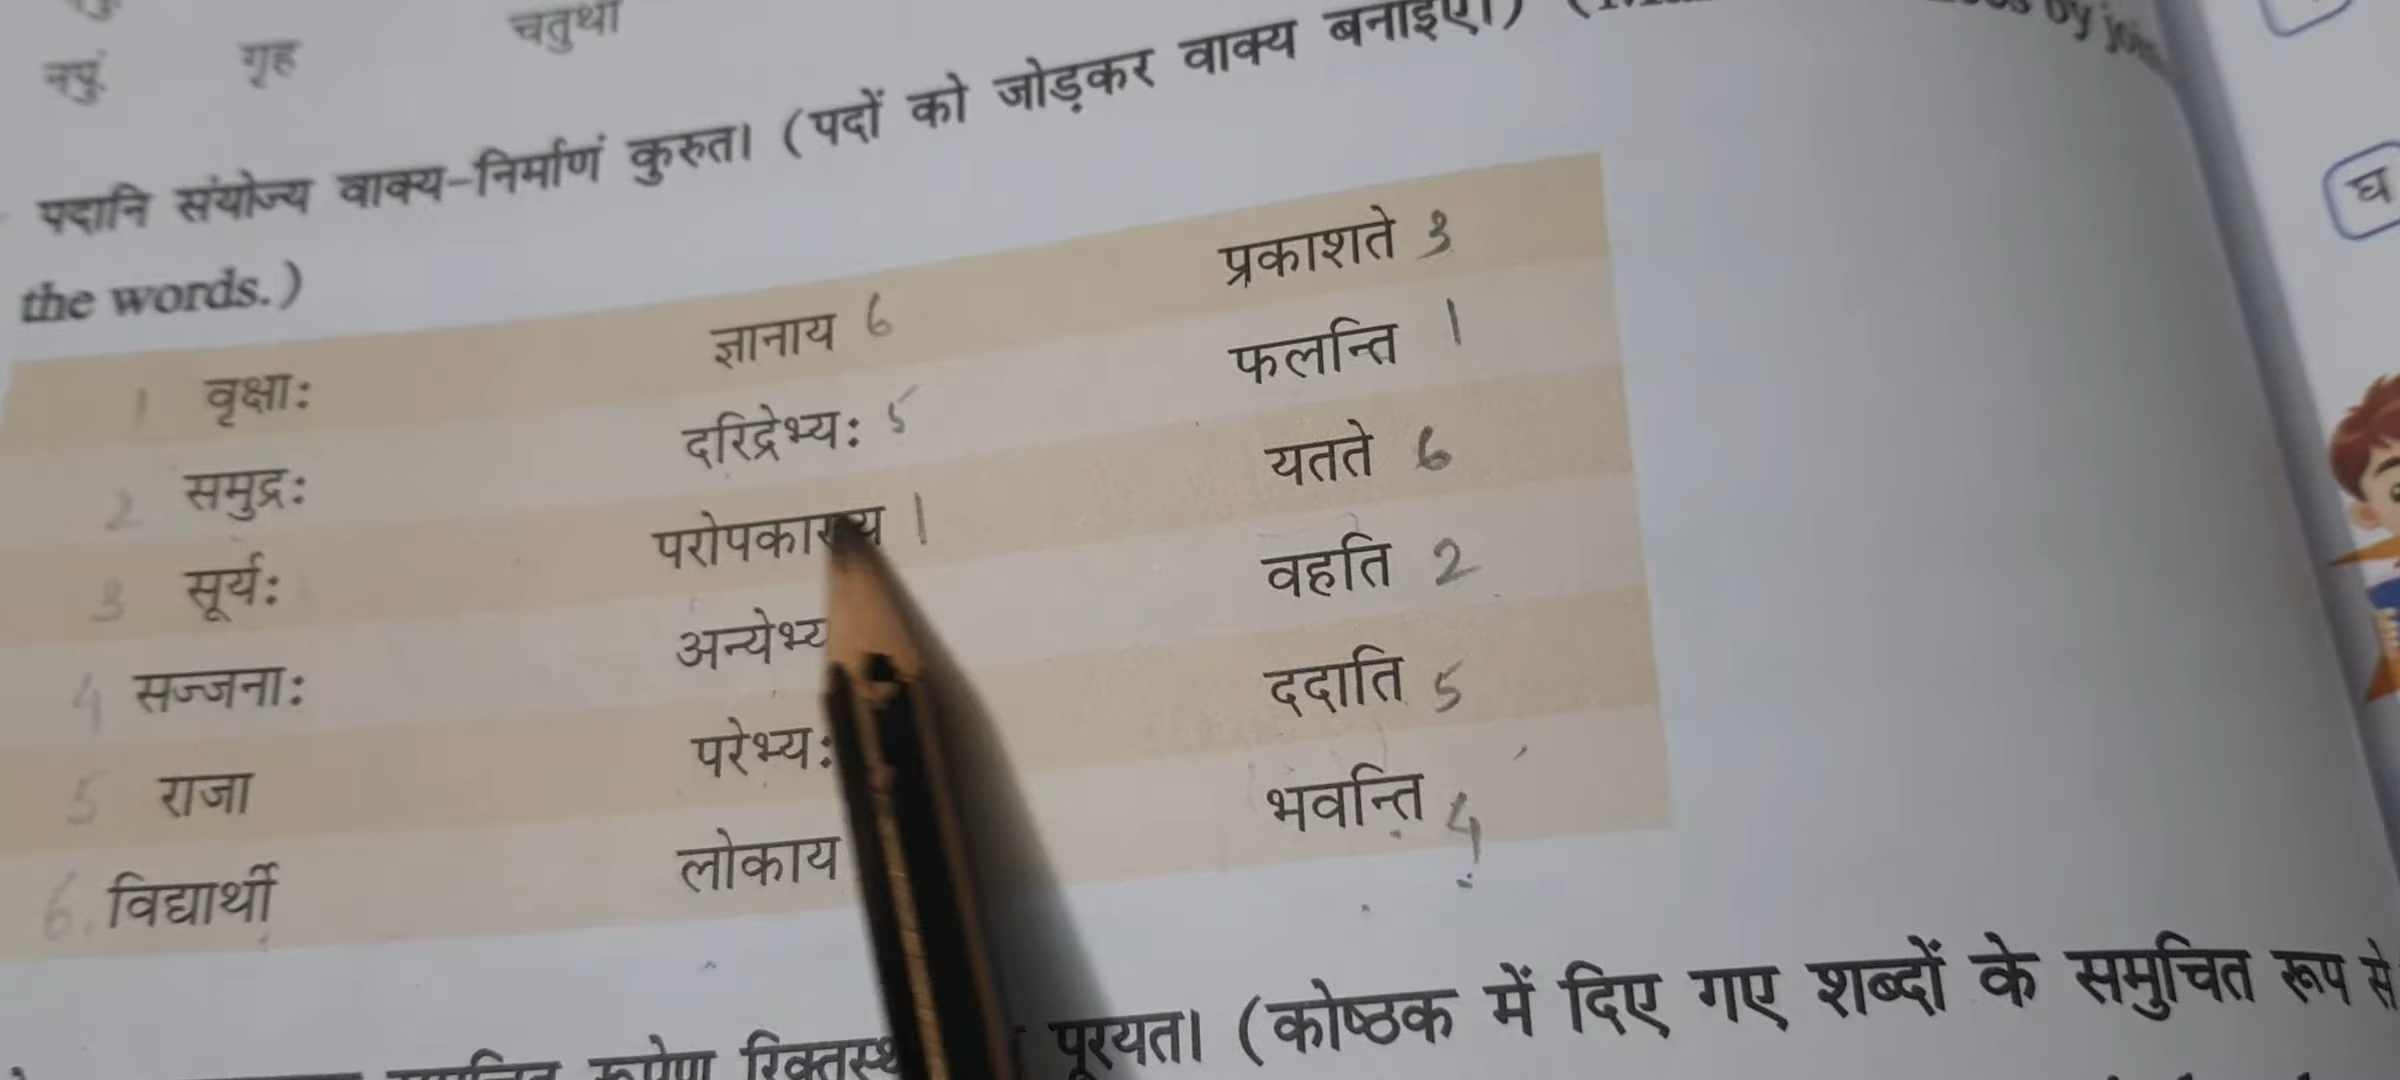 नपुं. गृह चतुर्थी
पदानि संयोज्य वाक्य-निर्माणं कुरुत। (पदों को जोड़कर वाक्य बनाइए।) by
the words.)
1 वृक्षाः ज्ञानाय 6 प्रकाशते 3
2 समुद्रः दरिद्रेभ्यः 5 फलन्ति 1
3 सूर्यः परोपकाराय 1 यतते 6
4 सज्जनाः वहति 2
5 राजा परेभ्यः ददाति 5
6. विद्यार्थी लोकाय भवन्ति 4
पूरयत। (कोष्ठक में दिए गए शब्दों के समुचित रूप से
घ